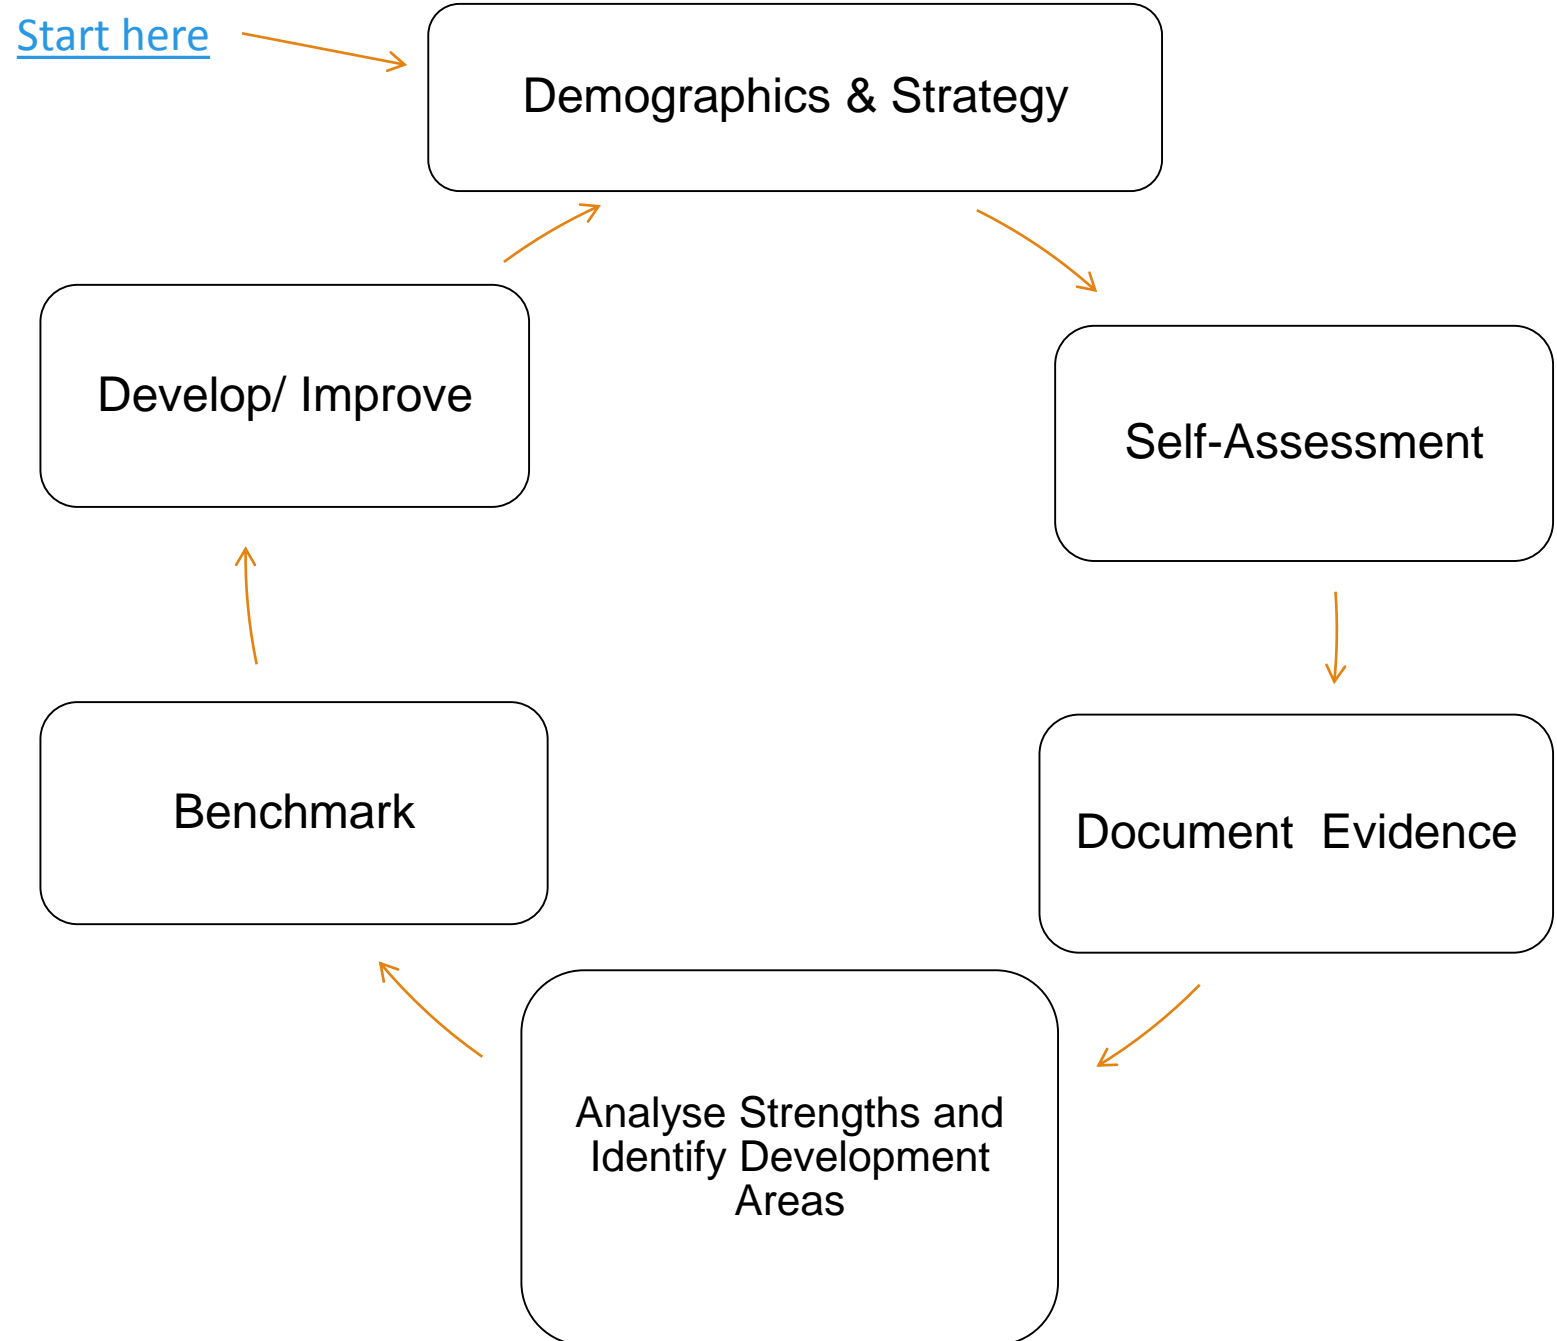 Start here
Demographics & Strategy
Self-Assessment
Document  Evidence
Analyse Strengths and
Identify Development
Areas
Benchmark
Develop/ Improve